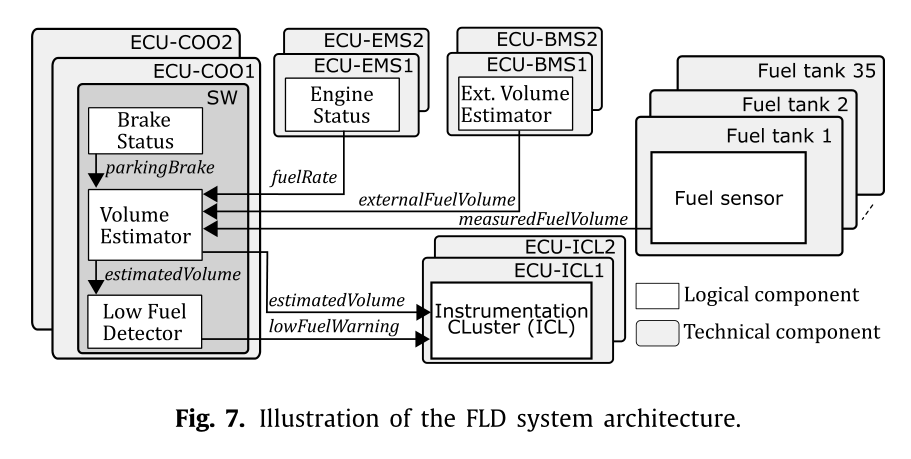 ECU-COO2
ECU-COO1
SW
Brake
Status
parkingBrake
Volume
Estimator
estimatedVolume
Low Fuel
Detector
ECU-EMS2
ECU-EMS1
Engine
Status
fuelRate
ECU-BMS2
ECU-BMS1
Ext. Volume
Estimator
externalFuelVolume
measuredFuelVolume
Fuel tank 35
Fuel tank 2
Fuel tank 1
Fuel sensor
ECU-ICL2
ECU-ICL1
estimatedVolume
lowFuelWarning
Instrumentation
CLuster (ICL)
Logical component
Technical component
Fig. 7. Illustration of the FLD system architecture.